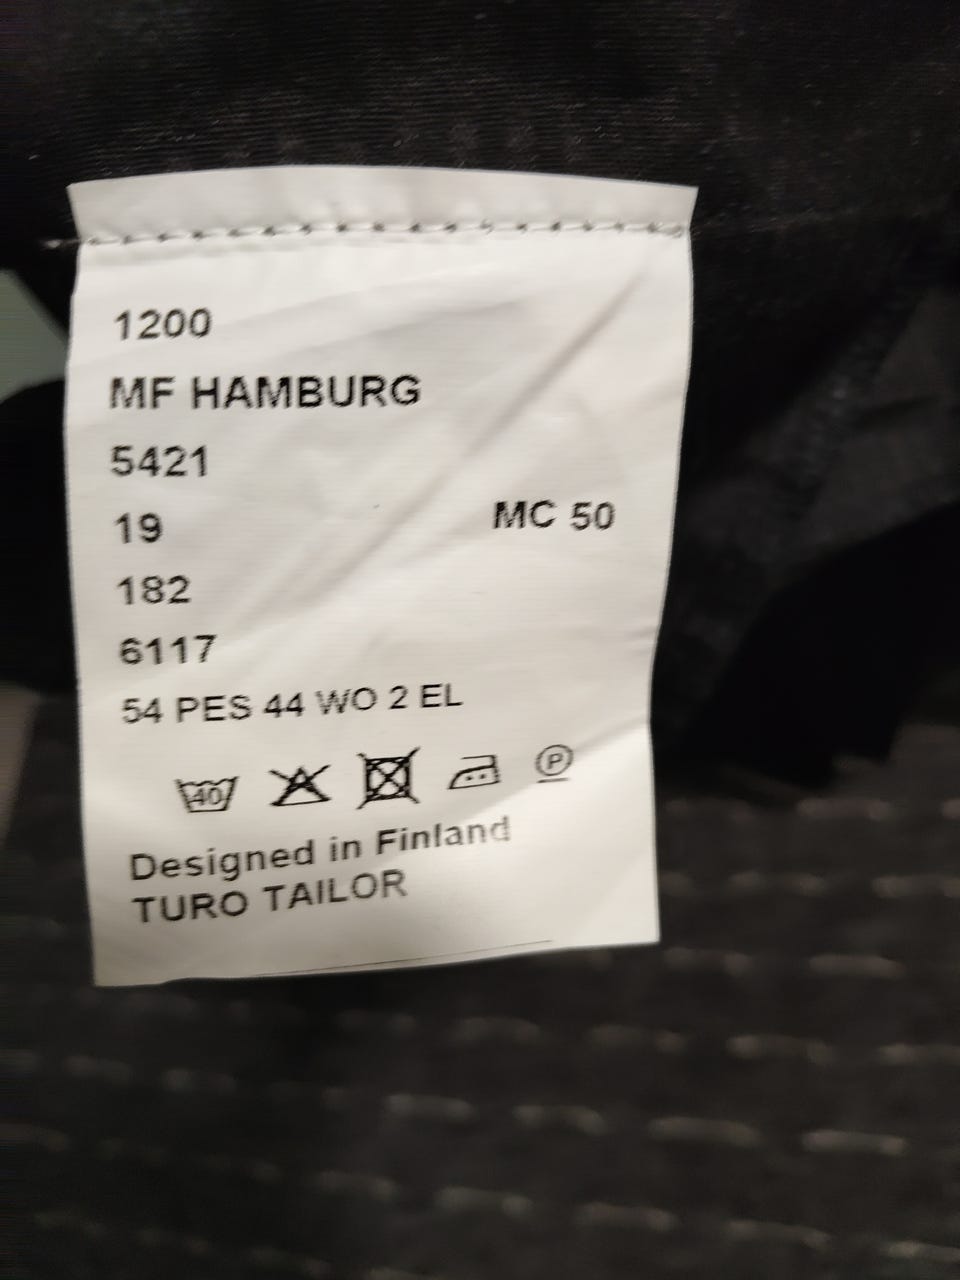 1200
MF HAMBURG
5421
19 MC 50
182
6117
54 PES 44 WO 2 EL
40 P
Designed in Finland
TURO TAILOR